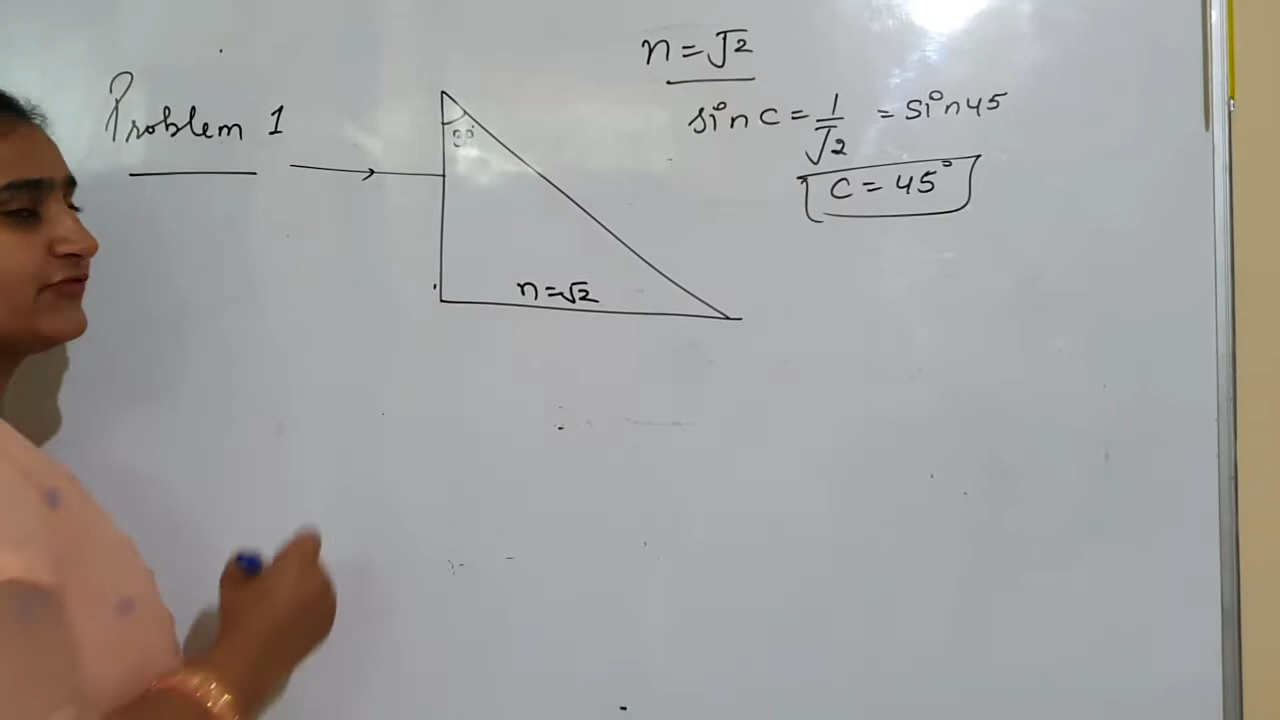 Problem 1
n = √2
sin C = 1/√2 = sin 45
C = 45°
n = √2